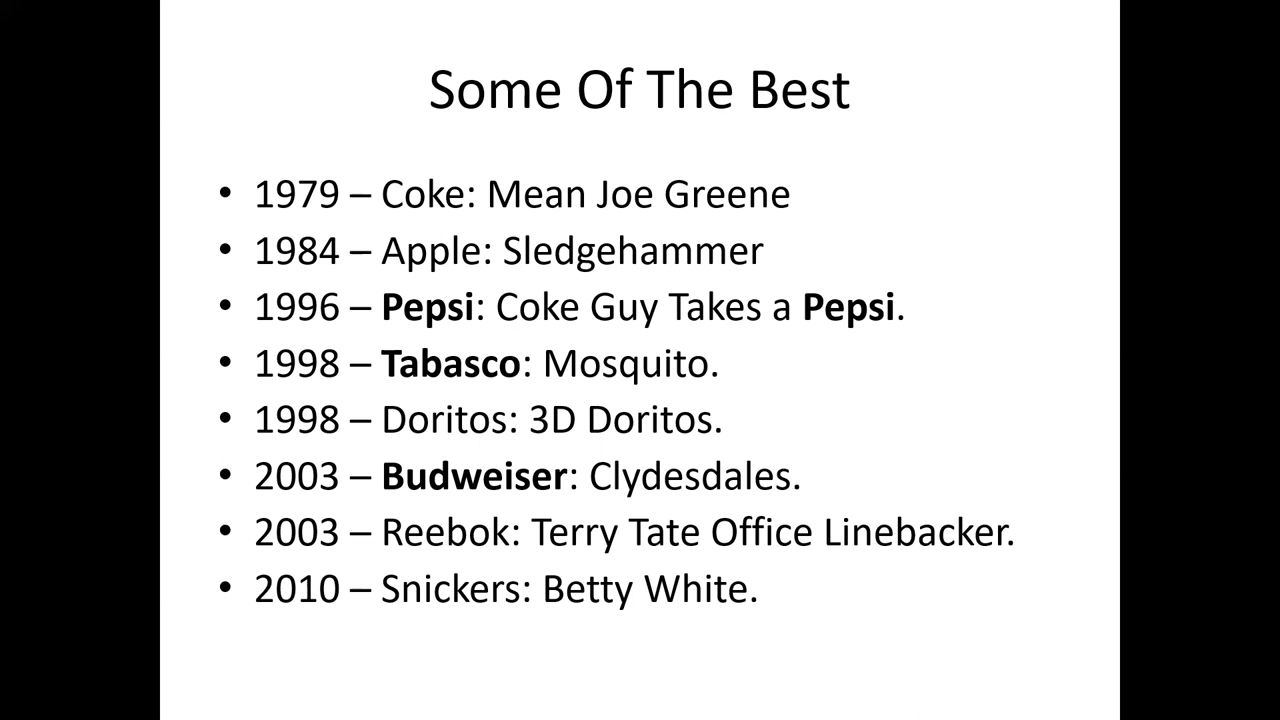 Some Of The Best
• 1979 – Coke: Mean Joe Greene
• 1984 – Apple: Sledgehammer
• 1996 – Pepsi: Coke Guy Takes a Pepsi.
• 1998 – Tabasco: Mosquito.
• 1998 – Doritos: 3D Doritos.
• 2003 – Budweiser: Clydesdales.
• 2003 – Reebok: Terry Tate Office Linebacker.
• 2010 – Snickers: Betty White.